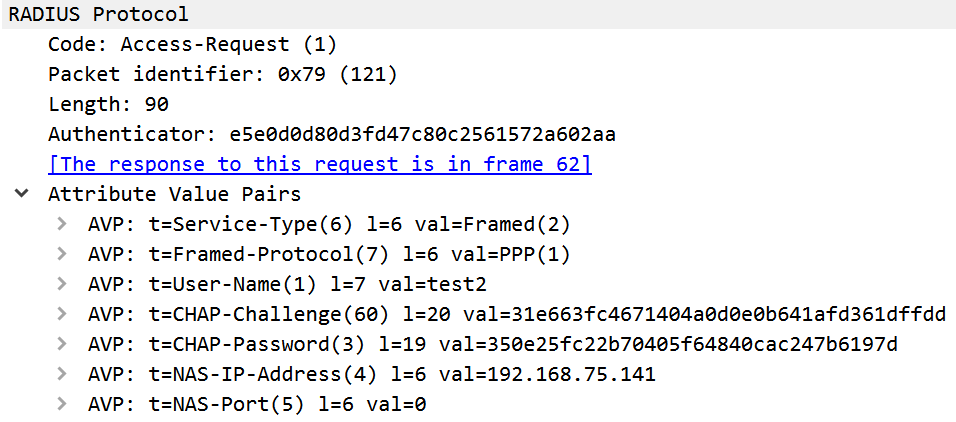 RADIUS Protocol
Code: Access-Request (1)
Packet identifier: 0x79 (121)
Length: 90
Authenticator: e5e0d0d80d3fd47c80c2561572a602aa
[The response to this request is in frame 62]
Attribute Value Pairs
AVP: t=Service-Type(6) l=6 val=Framed(2)
AVP: t=Framed-Protocol(7) l=6 val=PPP(1)
AVP: t=User-Name(1) l=7 val=test2
AVP: t=CHAP-Challenge(60) l=20 val=31e663fc4671404a0d0e0b641afd361dffdd
AVP: t=CHAP-Password(3) l=19 val=350e25fc22b70405f64840cac247b6197d
AVP: t=NAS-IP-Address(4) l=6 val=192.168.75.141
AVP: t=NAS-Port(5) l=6 val=0